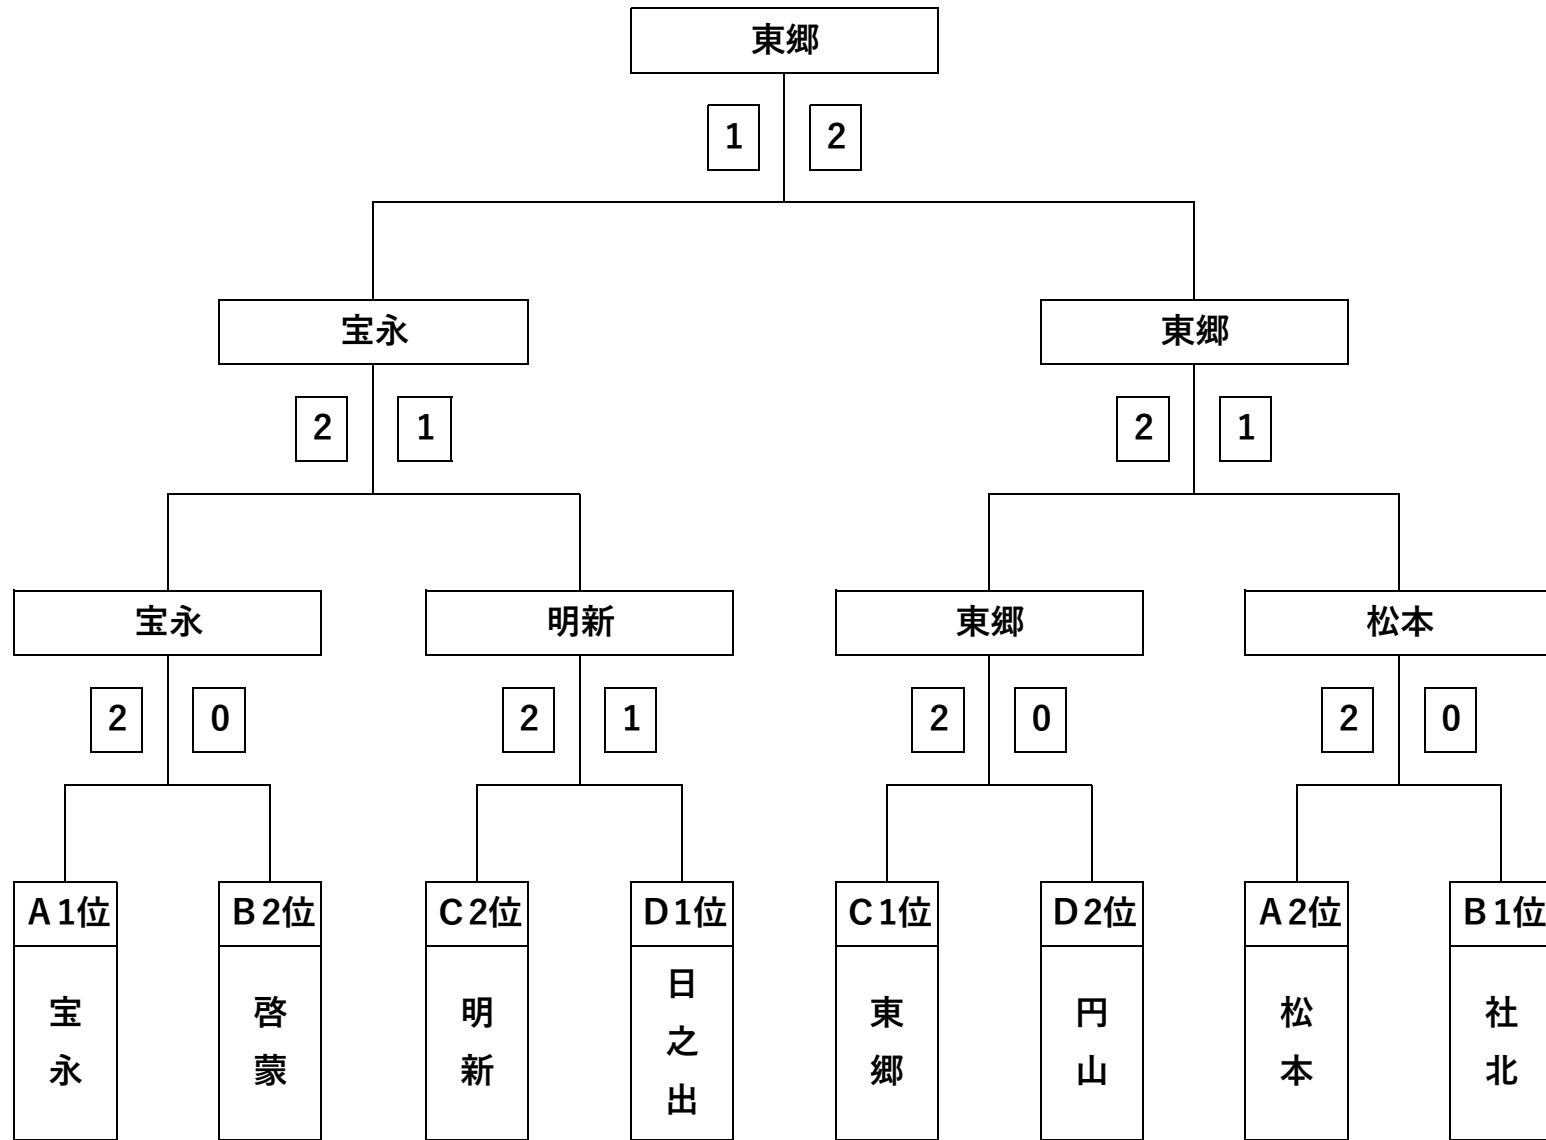 東郷
1 2
宝永 東郷
2 1 2 1
宝永 明新 東郷 松本
2 0 2 1 2 0 2 0
A1位 B2位 C2位 D1位 C1位 D2位 A2位 B1位
宝永 啓蒙 明新 日之出 東郷 円山 松本 社北